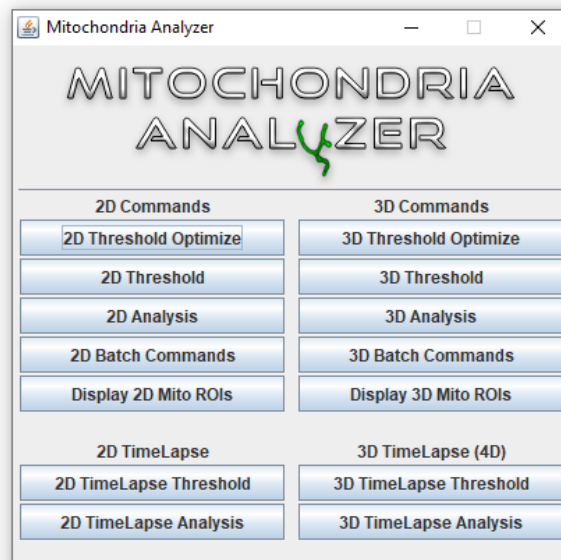 Mitochondria Analyzer
MITOCHONDRIA
ANALYZER
2D Commands
3D Commands
2D Threshold Optimize
3D Threshold Optimize
2D Threshold
3D Threshold
2D Analysis
3D Analysis
2D Batch Commands
3D Batch Commands
Display 2D Mito ROIs
Display 3D Mito ROIs
2D TimeLapse
3D TimeLapse (4D)
2D TimeLapse Threshold
3D TimeLapse Threshold
2D TimeLapse Analysis
3D TimeLapse Analysis